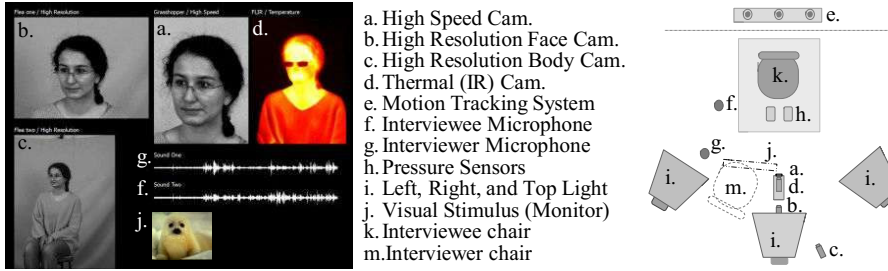 Flea one / High Resolution
b.
Grasshopper / High Speed
a.
FLIR / Temperature
d.
Flea two / High Resolution
c.
g.
Sound One
f.
Sound Two
j.
a. High Speed Cam.
b. High Resolution Face Cam.
c. High Resolution Body Cam.
d. Thermal (IR) Cam.
e. Motion Tracking System
f. Interviewee Microphone
g. Interviewer Microphone
h. Pressure Sensors
i. Left, Right, and Top Light
j. Visual Stimulus (Monitor)
k. Interviewee chair
m. Interviewer chair
e.
k.
f.
h.
g.
j.
a.
i.
m.
d.
i.
b.
i.
c.